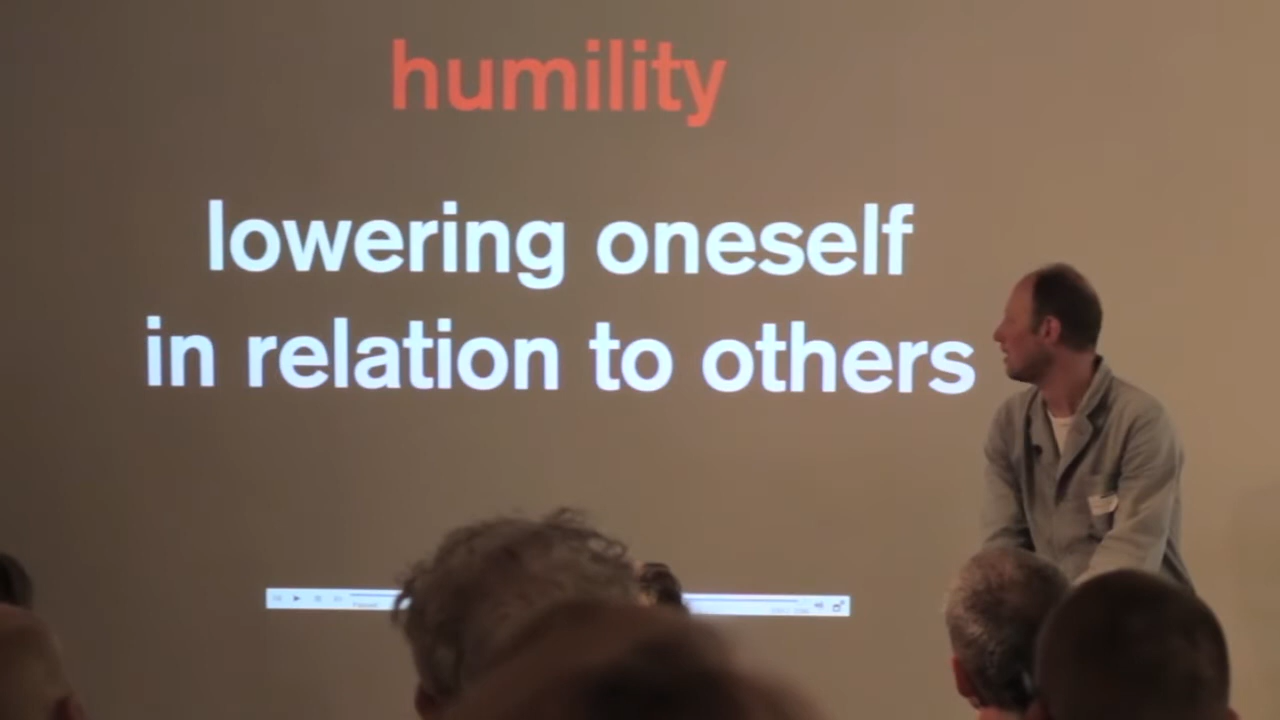 humility
lowering oneself
in relation to others